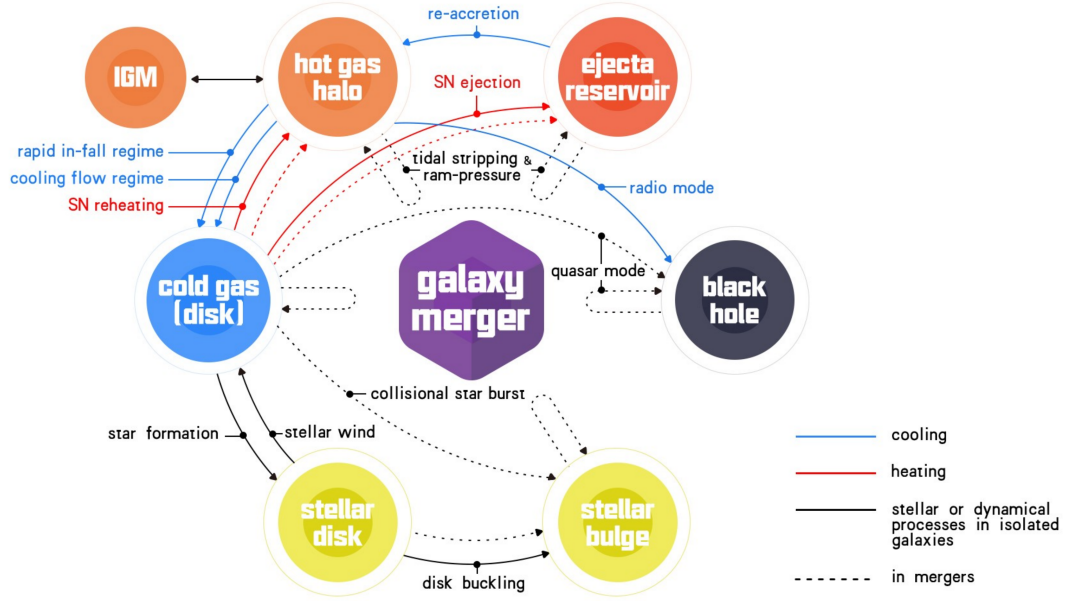 re-accretion
IGM
hot gas
halo
ejecta
reservoir
SN ejection
rapid in-fall regime
cooling flow regime
SN reheating
tidal stripping &
ram-pressure
radio mode
cold gas
(disk)
galaxy
merger
quasar mode
black
hole
collisional star burst
star formation
stellar wind
stellar
disk
stellar
bulge
disk buckling
cooling
heating
stellar or dynamical
processes in isolated
galaxies
in mergers